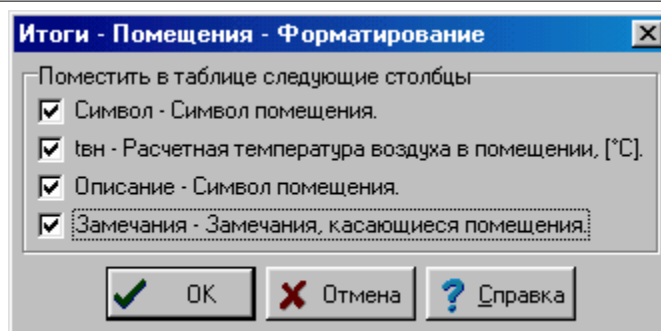 Итоги - Помещения - Форматирование
Поместить в таблице следующие столбцы
Символ - Символ помещения.
tвн - Расчетная температура воздуха в помещении, [°C].
Описание - Символ помещения.
Замечания - Замечания, касающиеся помещения.
OK Отмена Справка